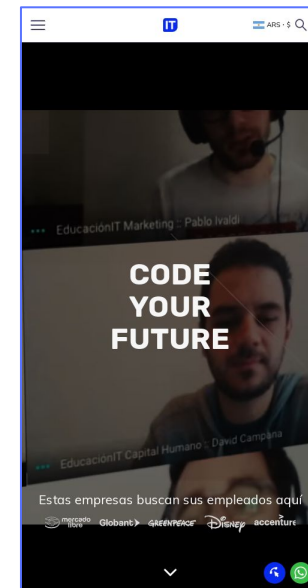 IT
ARS - $
EducaciónIT Marketing :: Pablo Ivaldi
CODE
YOUR
FUTURE
EducaciónIT Capital Humano :: David Campana
Estas empresas buscan sus empleados aquí
mercado
libre
Globant
GREENPEACE
Disney
accenture